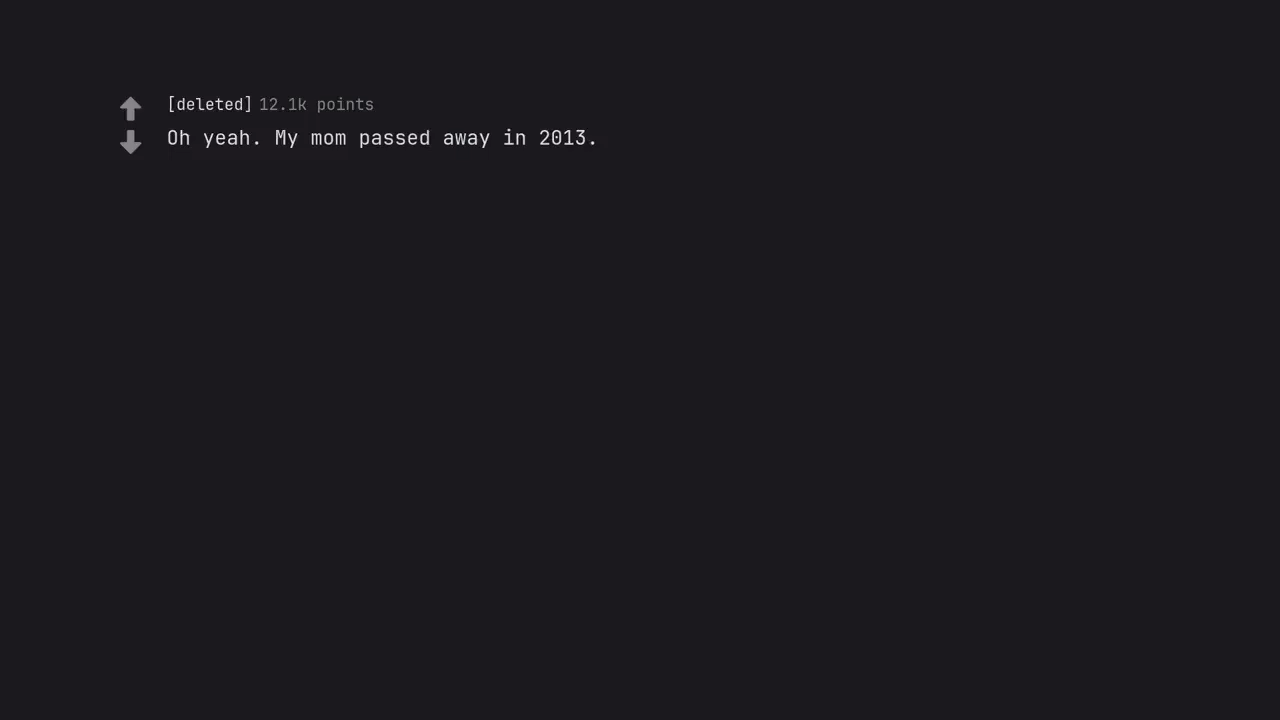 [deleted] 12.1k points
Oh yeah. My mom passed away in 2013.